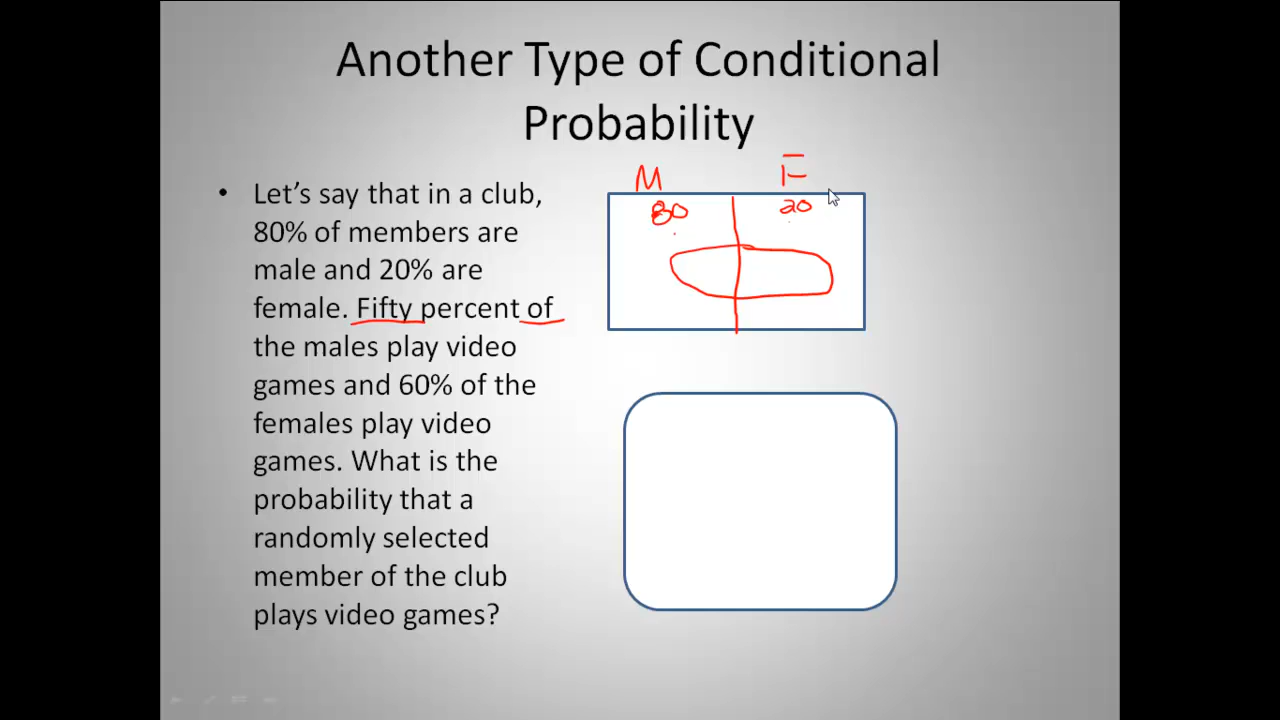 Another Type of Conditional
Probability
• Let’s say that in a club,
80% of members are
male and 20% are
female. Fifty percent of
the males play video
games and 60% of the
females play video
games. What is the
probability that a
randomly selected
member of the club
plays video games?
M F
80 20